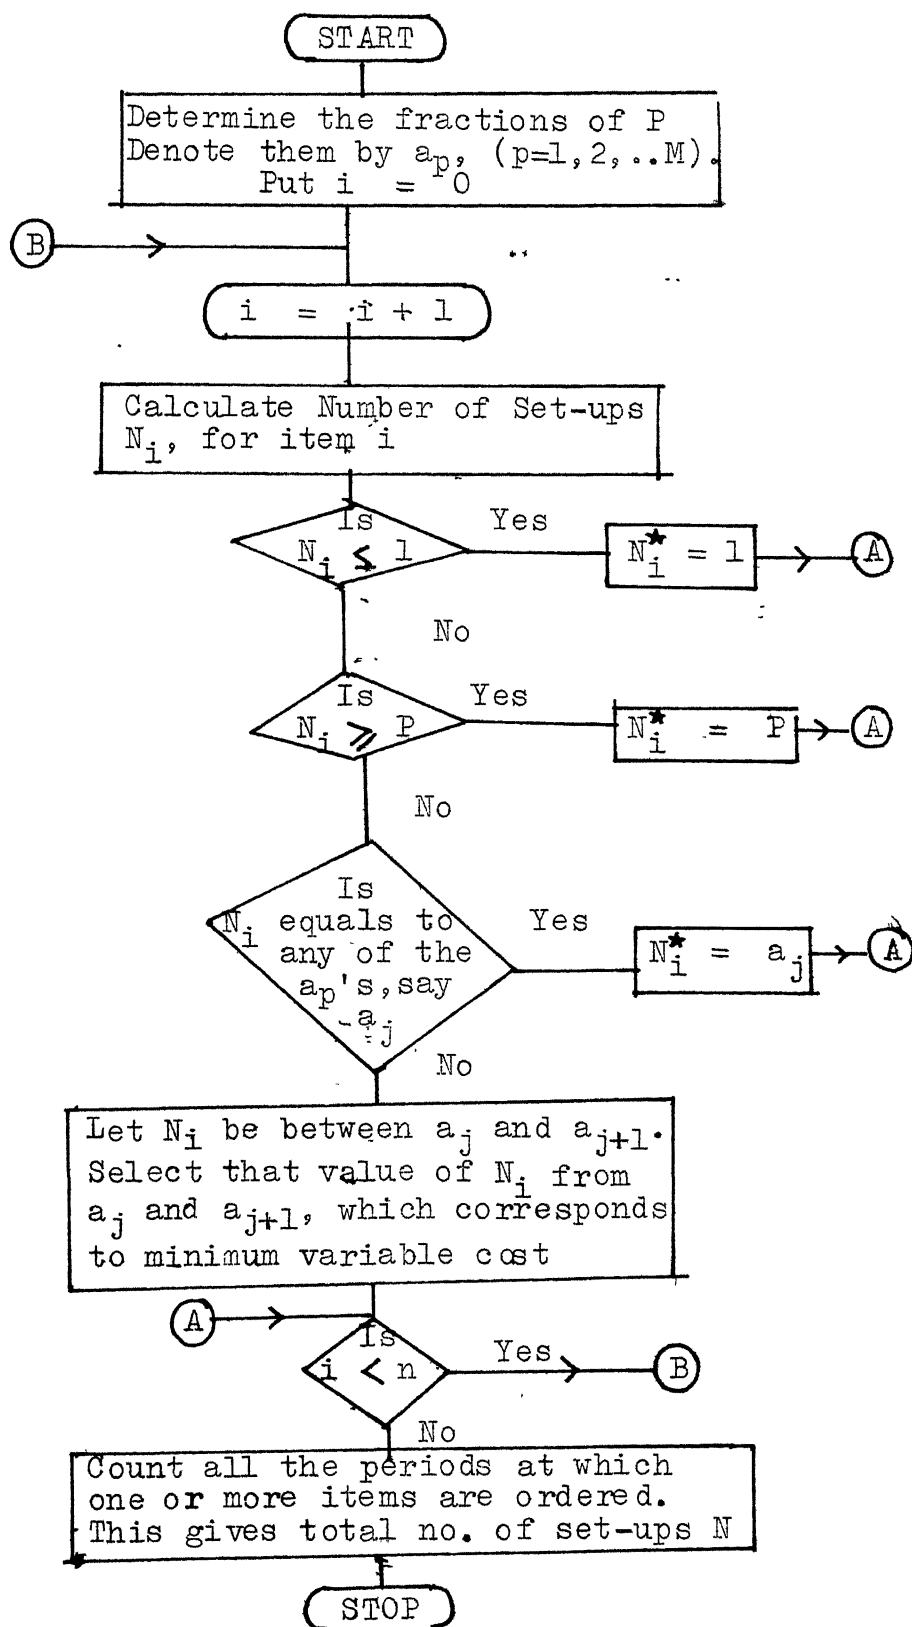 START
Determine the fractions of P
Denote them by aₚ, (p=1,2,..M).
Put i = 0
B
i = i + 1
Calculate Number of Set-ups
Nᵢ, for item i
Is
Nᵢ ≤ 1
Yes
N*ᵢ = 1
A
No
Is
Nᵢ ⩾ P
Yes
N*ᵢ = P
A
No
Is
Nᵢ equals to
any of the
aₚ's,say
aⱼ
Yes
N*ᵢ = aⱼ
A
No
Let Nᵢ be between aⱼ and aⱼ₊₁.
Select that value of Nᵢ from
aⱼ and aⱼ₊₁, which corresponds
to minimum variable cost
A
Is
i < n
Yes
B
No
Count all the periods at which
one or more items are ordered.
This gives total no. of set-ups N
STOP